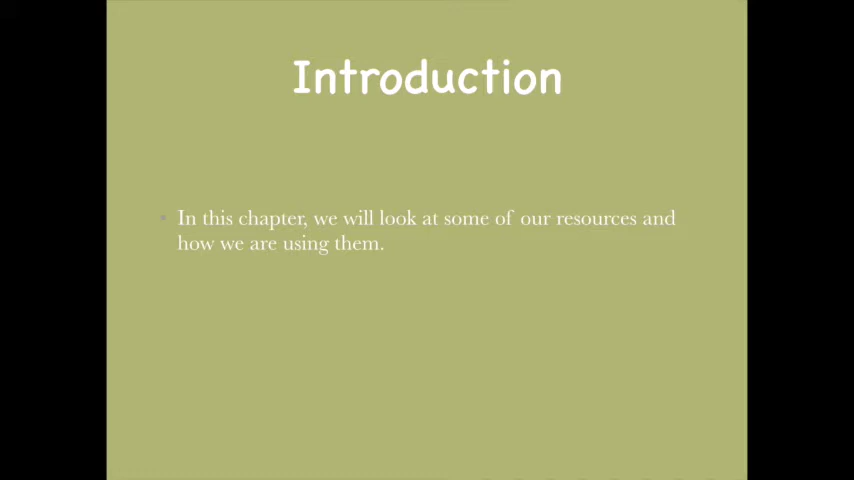 Introduction
• In this chapter, we will look at some of our resources and
how we are using them.